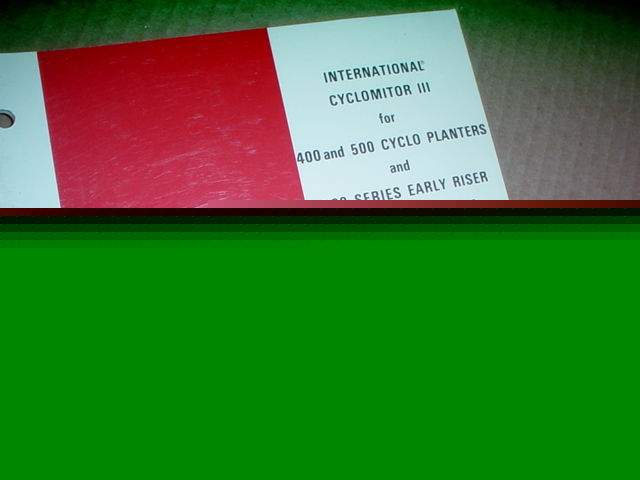 INTERNATIONAL®
CYCLOMITOR III
for
400 and 500 CYCLO PLANTERS
and
SERIES EARLY RISER